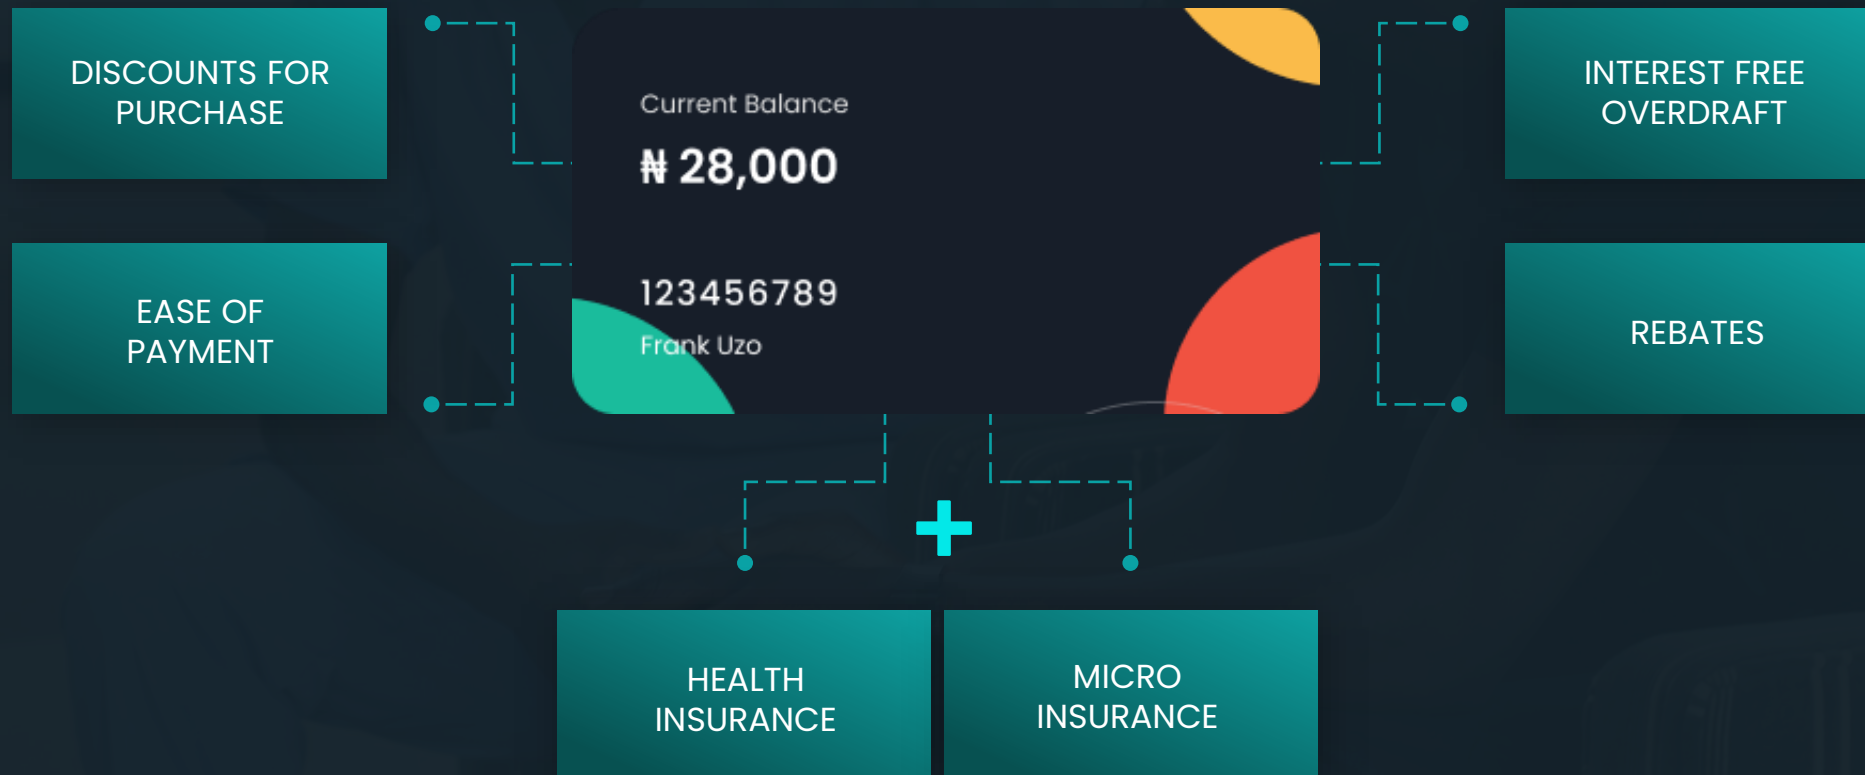 DISCOUNTS FOR
PURCHASE
Current Balance
₦ 28,000
INTEREST FREE
OVERDRAFT
EASE OF
PAYMENT
123456789
Frank Uzo
REBATES
+
HEALTH
INSURANCE
MICRO
INSURANCE